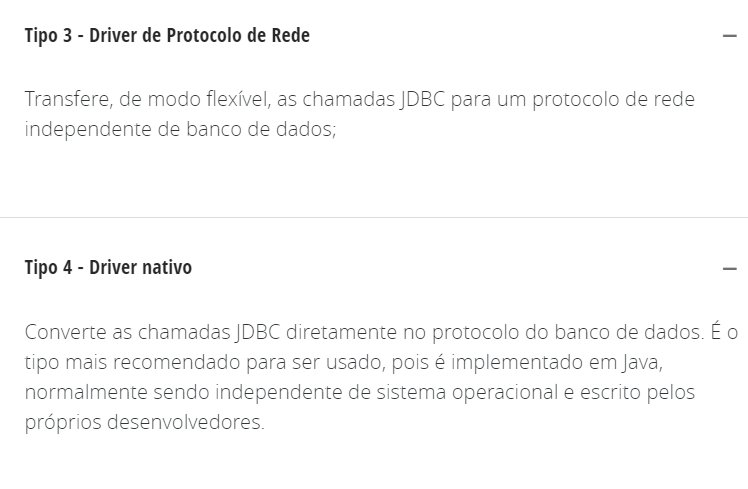 Tipo 3 - Driver de Protocolo de Rede
Transfere, de modo flexível, as chamadas JDBC para um protocolo de rede
independente de banco de dados;
Tipo 4 - Driver nativo
Converte as chamadas JDBC diretamente no protocolo do banco de dados. É o
tipo mais recomendado para ser usado, pois é implementado em Java,
normalmente sendo independente de sistema operacional e escrito pelos
próprios desenvolvedores.